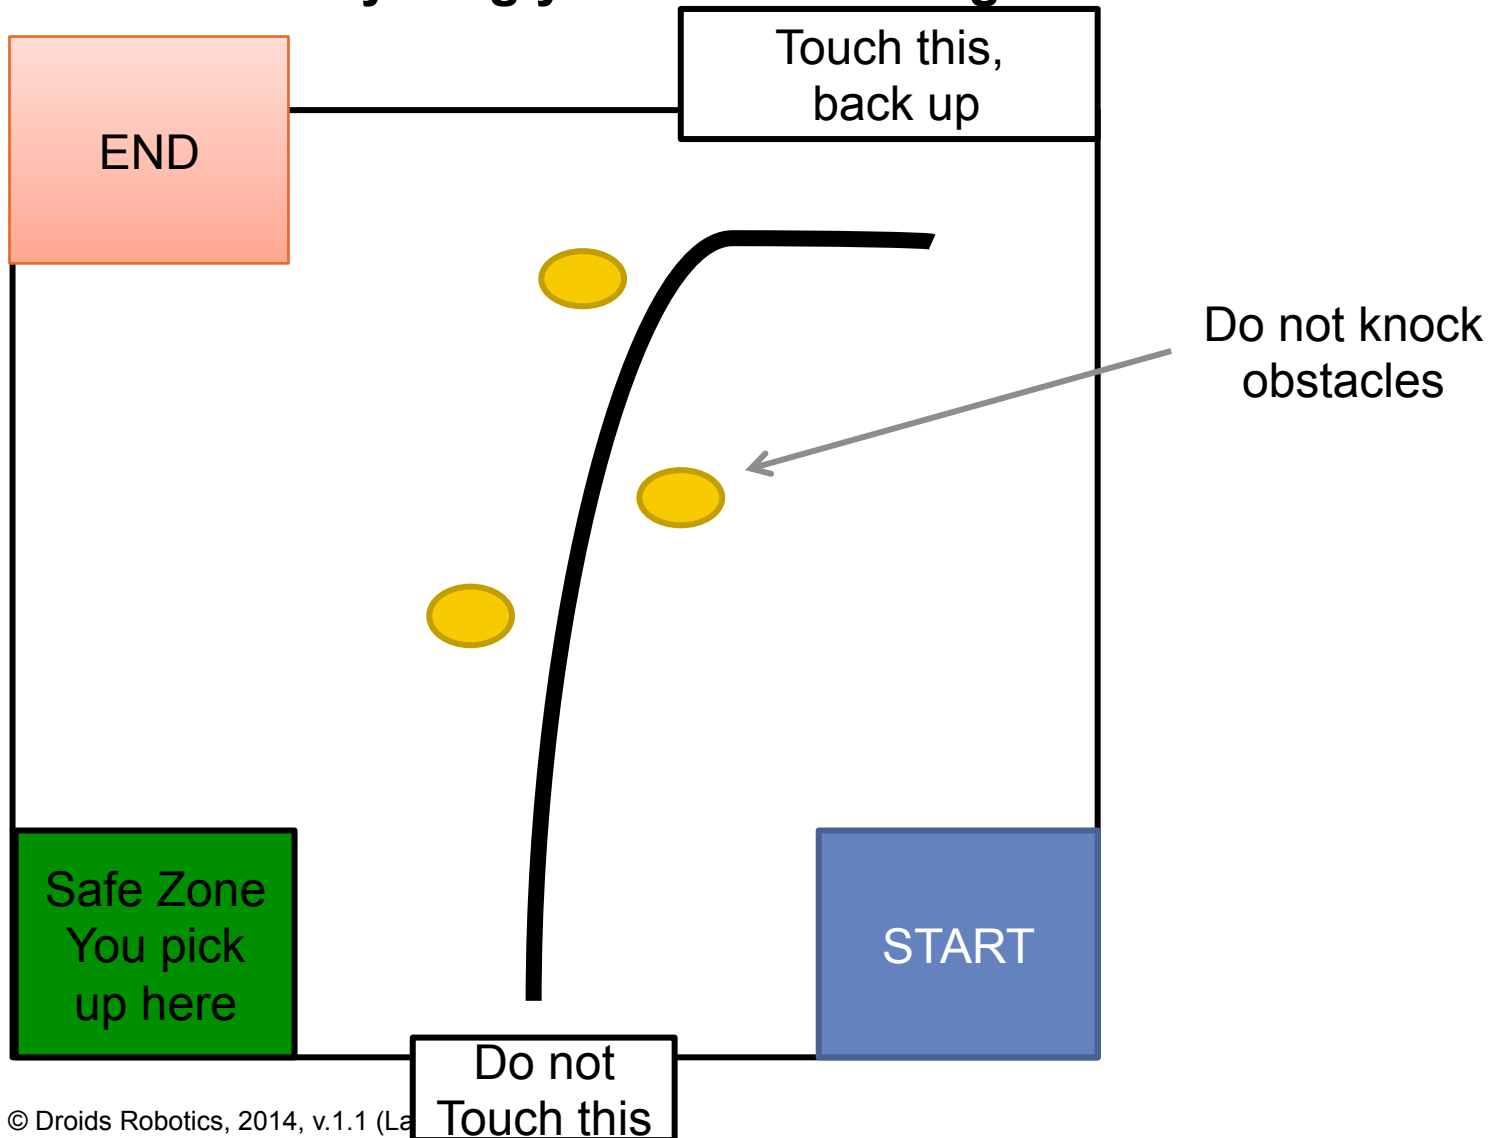 Touch this,
back up
END
Do not knock
obstacles
Safe Zone
You pick
up here
START
Do not
Touch this
© Droids Robotics, 2014, v.1.1 (La